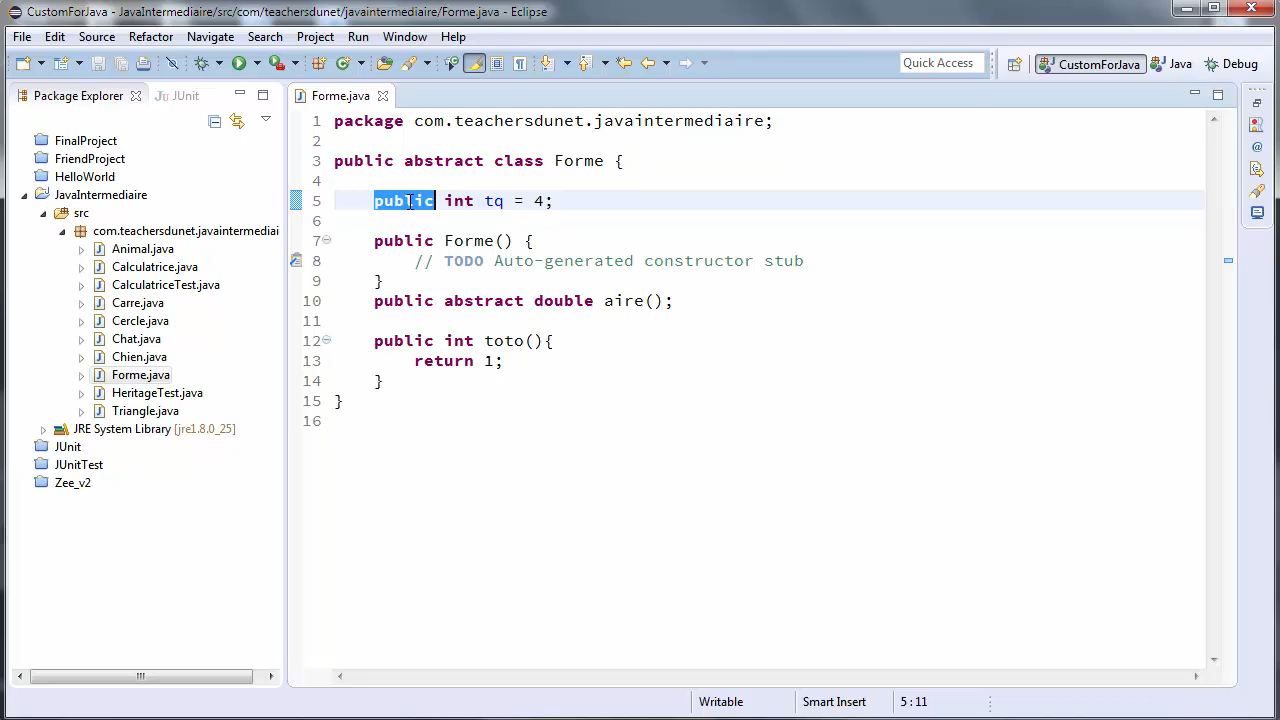 CustomForJava - JavaIntermediaire/src/com/teachersdunet/javaintermediaire/Forme.java - Eclipse
File Edit Source Refactor Navigate Search Project Run Window Help
Quick Access
CustomForJava
Java
Debug
Package Explorer
JUnit
FinalProject
FriendProject
HelloWorld
JavaIntermediaire
src
com.teachersdunet.javaintermediai
Animal.java
Calculatrice.java
CalculatriceTest.java
Carre.java
Cercle.java
Chat.java
Chien.java
Forme.java
HeritageTest.java
Triangle.java
JRE System Library [jre1.8.0_25]
JUnit
JUnitTest
Zee_v2
Forme.java
1 package com.teachersdunet.javaintermediaire;
2
3 public abstract class Forme {
4
5 public int tq = 4;
6
7 public Forme() {
8 // TODO Auto-generated constructor stub
9 }
10 public abstract double aire();
11
12 public int toto(){
13 return 1;
14 }
15 }
16
Writable
Smart Insert
5 : 11